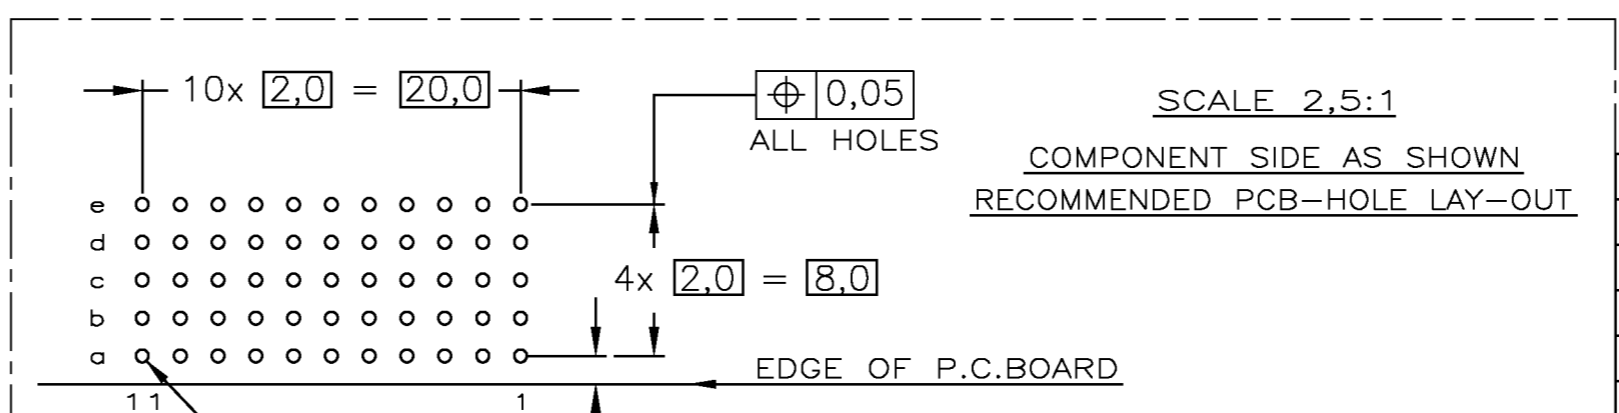 10x 2,0 = 20,0
0,05
ALL HOLES
SCALE 2,5:1
COMPONENT SIDE AS SHOWN
RECOMMENDED PCB-HOLE LAY-OUT
e
d
c
4x 2,0 = 8,0
b
a
EDGE OF P.C.BOARD
11 1